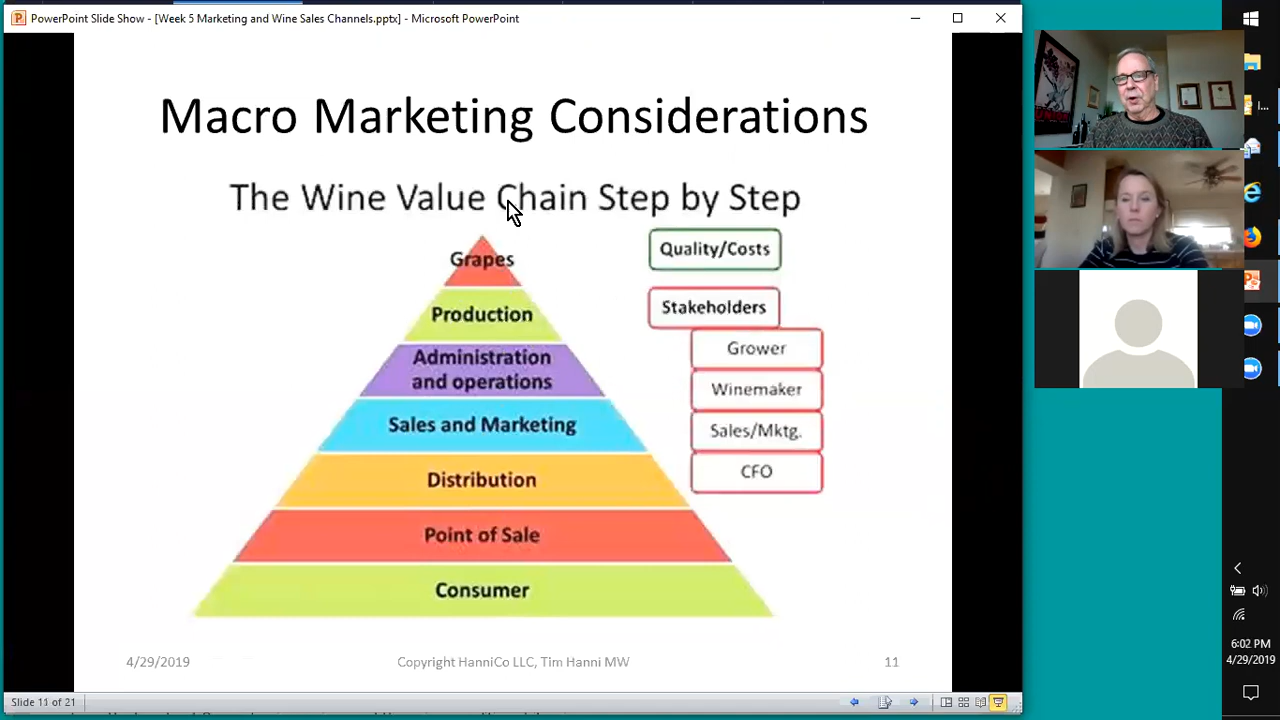 PowerPoint Slide Show - [Week 5 Marketing and Wine Sales Channels.pptx] - Microsoft PowerPoint
Macro Marketing Considerations
The Wine Value Chain Step by Step
Grapes
Production
Administration
and operations
Sales and Marketing
Distribution
Point of Sale
Consumer
Quality/Costs
Stakeholders
Grower
Winemaker
Sales/Mktg.
CFO
4/29/2019
Copyright HanniCo LLC, Tim Hanni MW
11
Slide 11 of 21
6:02 PM
4/29/2019